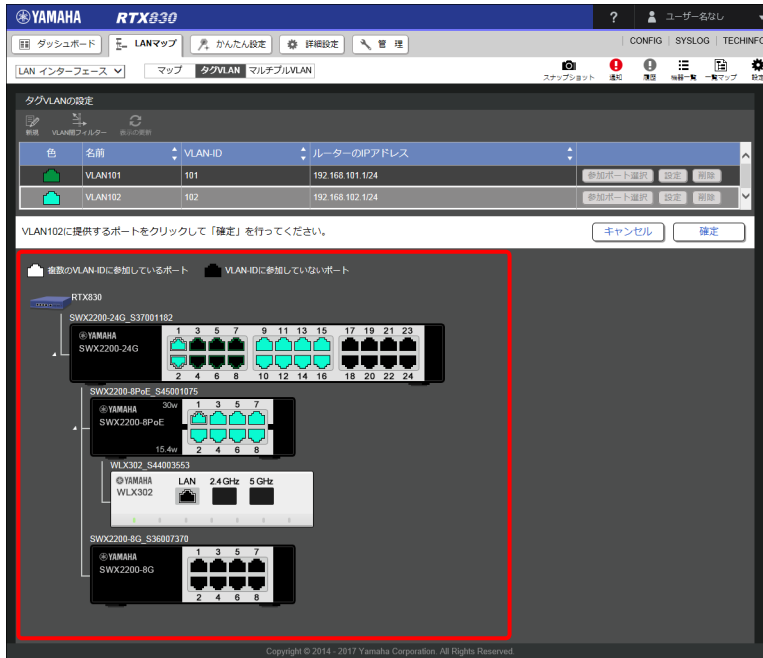 YAMAHA RTX830 ? ユーザー名なし
ダッシュボード LANマップ かんたん設定 詳細設定 管 理 CONFIG SYSLOG TECHINFO
LAN インターフェース マップ タグVLAN マルチプルVLAN スナップショット 通知 履歴 機器一覧 一覧マップ 設定
タグVLANの設定
新規 VLAN間フィルター 表示の更新
色 名前 VLAN-ID ルーターのIPアドレス
VLAN101 101 192.168.101.1/24 参加ポート選択 設定 削除
VLAN102 102 192.168.102.1/24 参加ポート選択 設定 削除
VLAN102に提供するポートをクリックして「確定」を行ってください。 キャンセル 確定
複数のVLAN-IDに参加しているポート VLAN-IDに参加していないポート
RTX830
SWX2200-24G_S37001182
YAMAHA
SWX2200-24G
1 3 5 7 9 11 13 15 17 19 21 23
2 4 6 8 10 12 14 16 18 20 22 24
SWX2200-8PoE_S45001075
YAMAHA 30w 1 3 5 7
SWX2200-8PoE
15.4w 2 4 6 8
WLX302_S44003553
YAMAHA LAN 2.4 GHz 5 GHz
WLX302
SWX2200-8G_S36007370
YAMAHA 1 3 5 7
SWX2200-8G
2 4 6 8
Copyright © 2014 - 2017 Yamaha Corporation. All Rights Reserved.